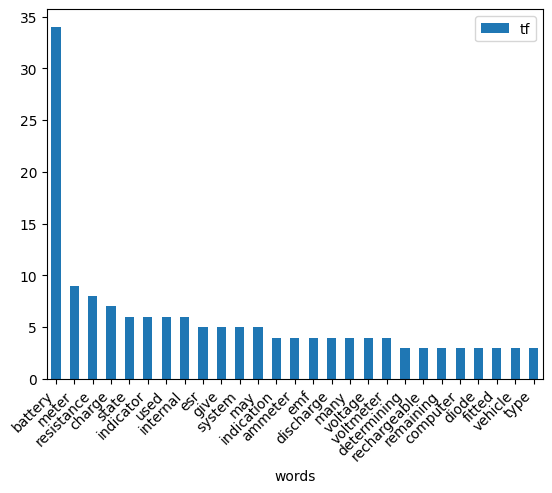 35
30
25
20
15
10
5
0
tf
battery
meter
resistance
charge
state
indicator
used
internal
esr
give
system
may
indication
ammeter
emf
discharge
many
voltage
voltmeter
determining
rechargeable
remaining
computer
diode
fitted
vehicle
type
words